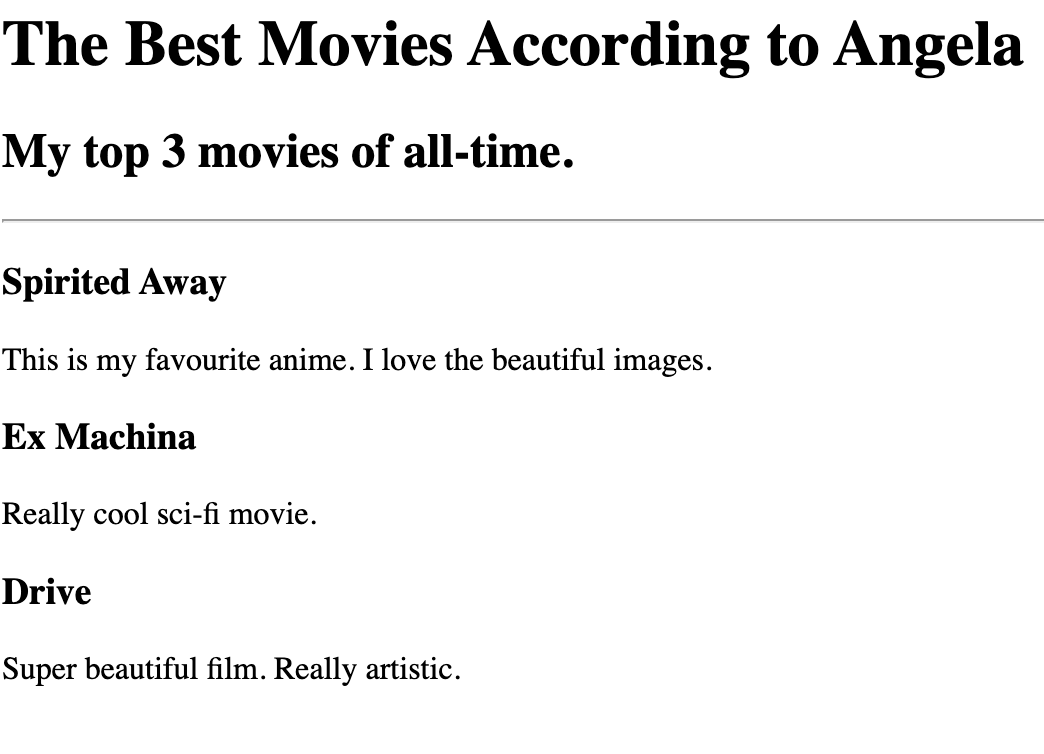 The Best Movies According to Angela
My top 3 movies of all-time.
Spirited Away
This is my favourite anime. I love the beautiful images.
Ex Machina
Really cool sci-fi movie.
Drive
Super beautiful film. Really artistic.